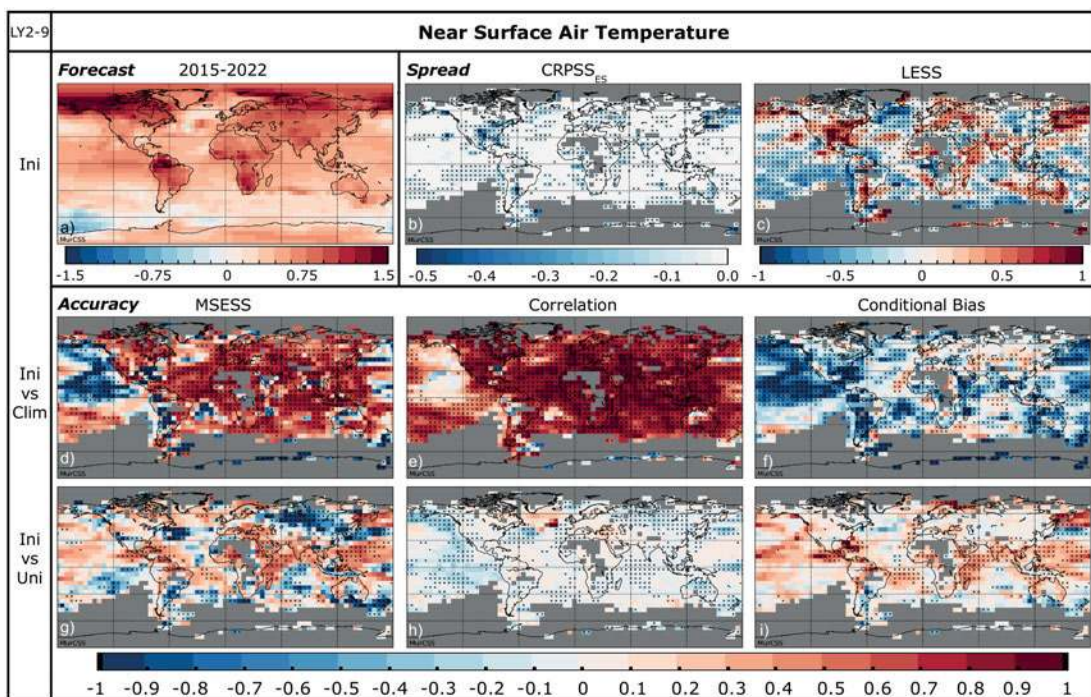 LY2-9
Near Surface Air Temperature
Forecast 2015-2022
Spread CRPSS_ES
LESS
Ini
a)
b)
c)
MurCSS
MurCSS
MurCSS
-1.5 -0.75 0 0.75 1.5
-0.5 -0.4 -0.3 -0.2 -0.1 0.0
-1 -0.5 0 0.5 1
Accuracy MSESS
Correlation
Conditional Bias
Ini
vs
Clim
d)
e)
f)
MurCSS
MurCSS
MurCSS
Ini
vs
Uni
g)
h)
i)
MurCSS
MurCSS
MurCSS
-1 -0.9 -0.8 -0.7 -0.6 -0.5 -0.4 -0.3 -0.2 -0.1 0 0.1 0.2 0.3 0.4 0.5 0.6 0.7 0.8 0.9 1